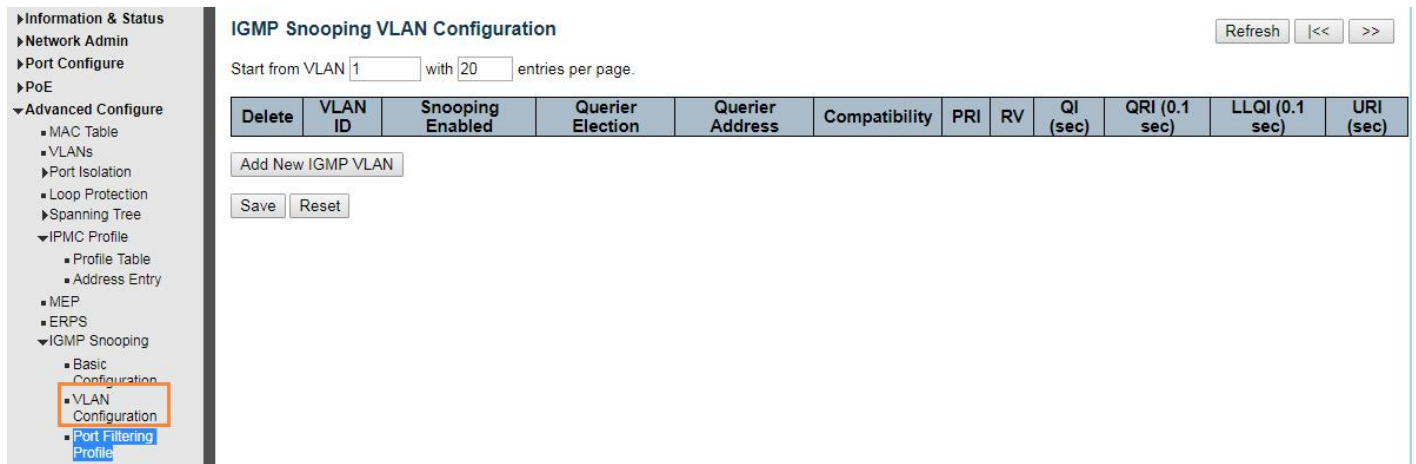 Information & Status
Network Admin
Port Configure
PoE
Advanced Configure
MAC Table
VLANs
Port Isolation
Loop Protection
Spanning Tree
IPMC Profile
Profile Table
Address Entry
MEP
ERPS
IGMP Snooping
Basic
Configuration
VLAN
Configuration
Port Filtering
Profile
IGMP Snooping VLAN Configuration
Refresh |<< >>
Start from VLAN 1 with 20 entries per page.
Delete VLAN ID Snooping Enabled Querier Election Querier Address Compatibility PRI RV QI (sec) QRI (0.1 sec) LLQI (0.1 sec) URI (sec)
Add New IGMP VLAN
Save Reset